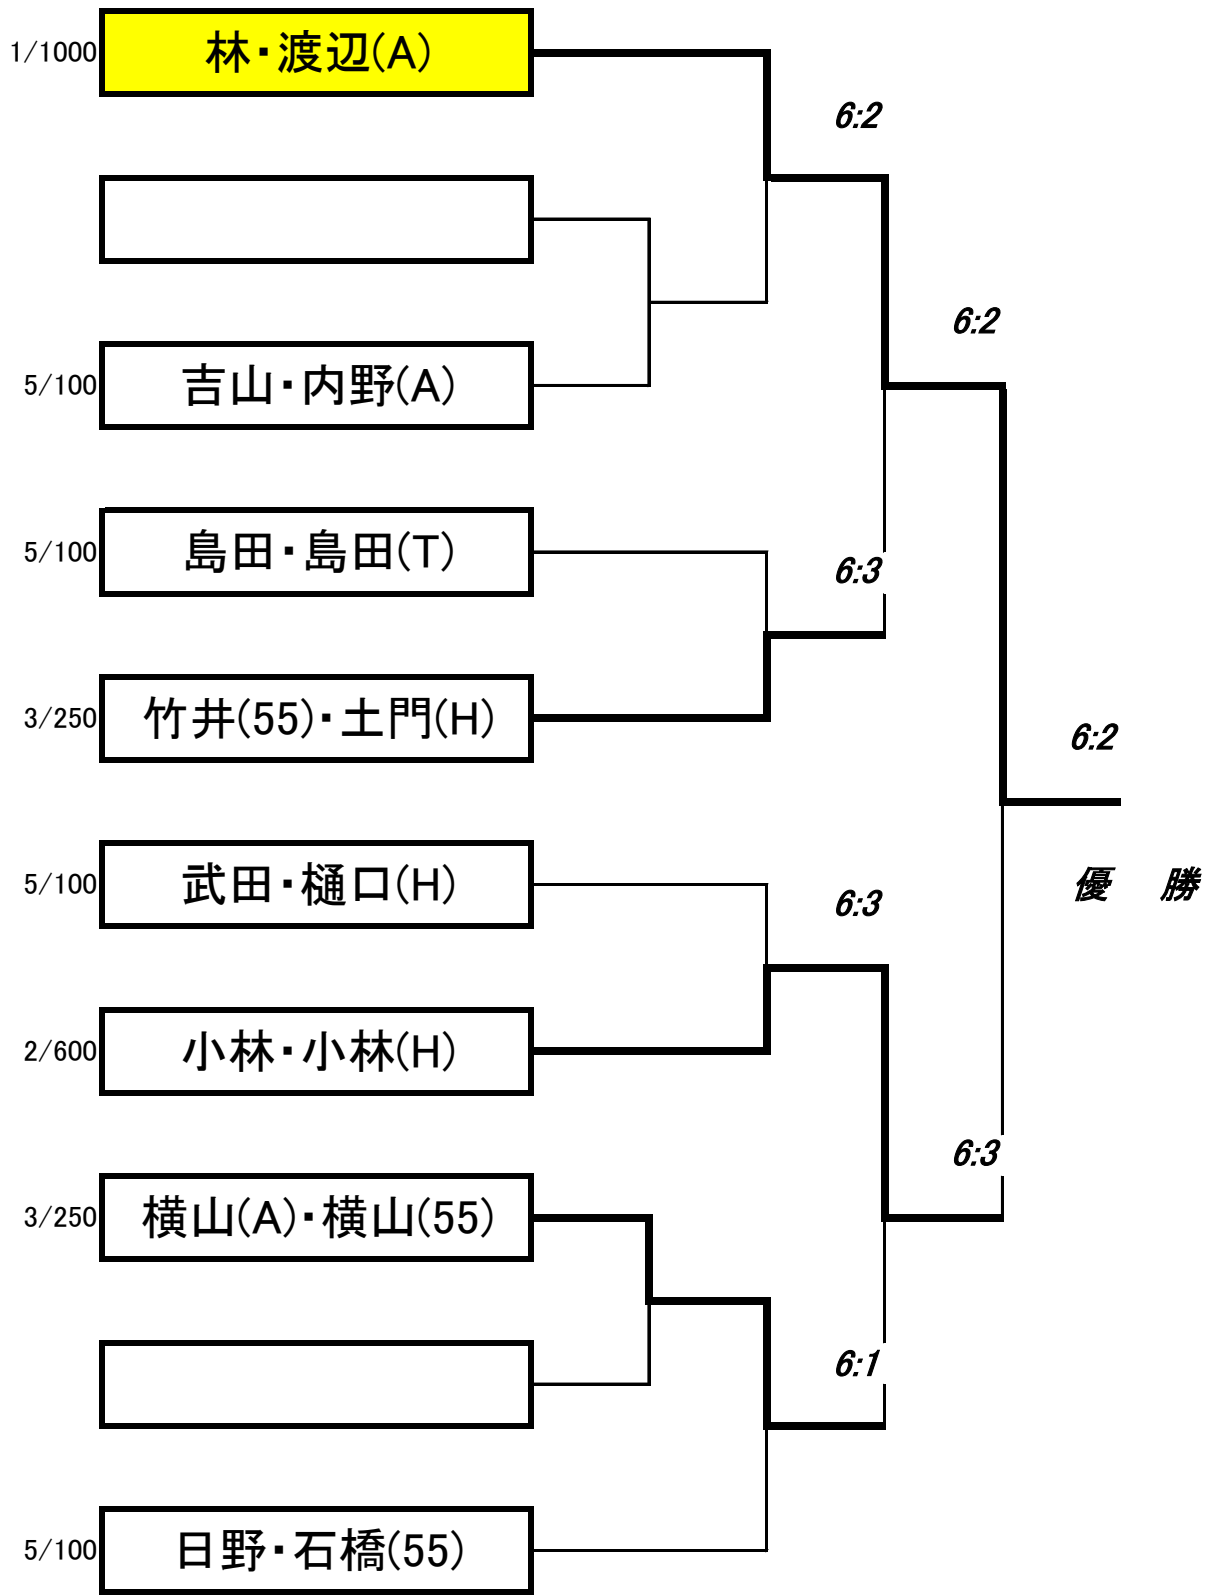 1/1000 林・渡辺(A)
6:2
6:2
5/100 吉山・内野(A)
5/100 島田・島田(T)
6:3
3/250 竹井(55)・土門(H)
6:2
5/100 武田・樋口(H)
6:3
優 勝
2/600 小林・小林(H)
6:3
3/250 横山(A)・横山(55)
6:1
5/100 日野・石橋(55)